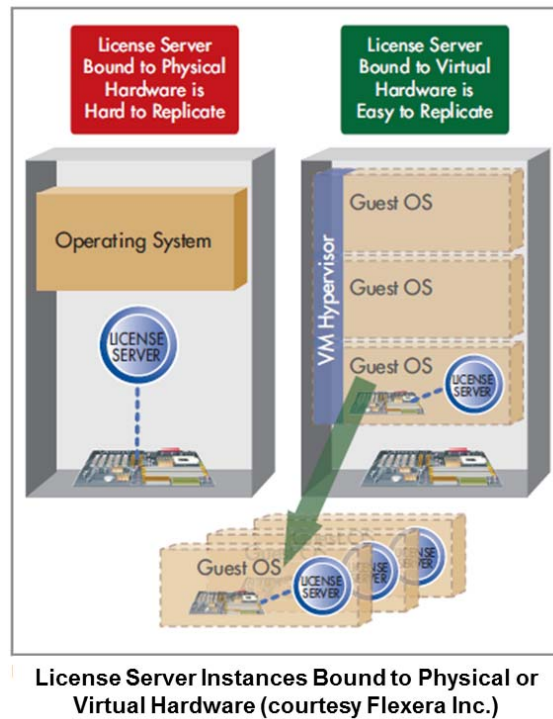 License Server
Bound to Physical
Hardware is
Hard to Replicate
License Server
Bound to Virtual
Hardware is
Easy to Replicate
Operating System
LICENSE
SERVER
VM Hypervisor
Guest OS
Guest OS
Guest OS
LICENSE
SERVER
Guest OS
LICENSE
SERVER
License Server Instances Bound to Physical or
Virtual Hardware (courtesy Flexera Inc.)